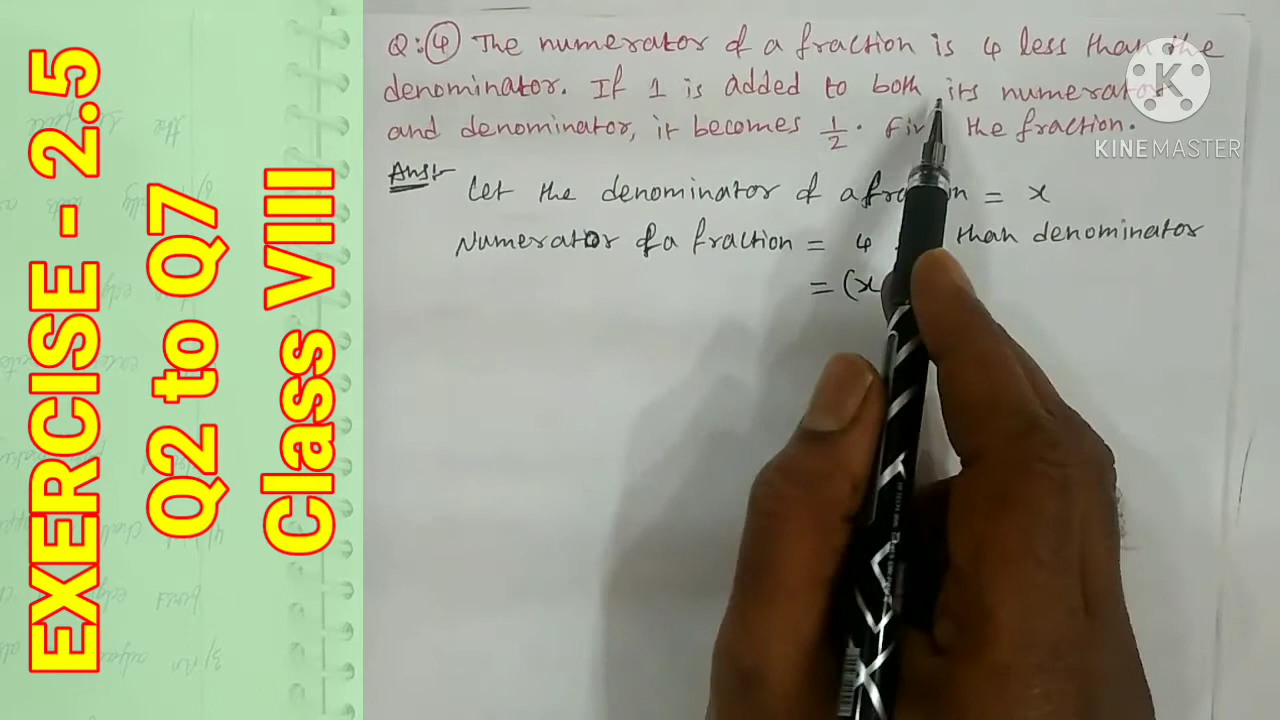 EXERCISE - 2.5
Q2 to Q7
Class VIII
Q:④ The numerator of a fraction is 4 less than the
denominator. If 1 is added to both its numerator
and denominator, it becomes 1/2. the fraction.
Ans:-
Let the denominator of a = x
Numerator of a fraction = 4 than denominator
= (x
KINEMASTER